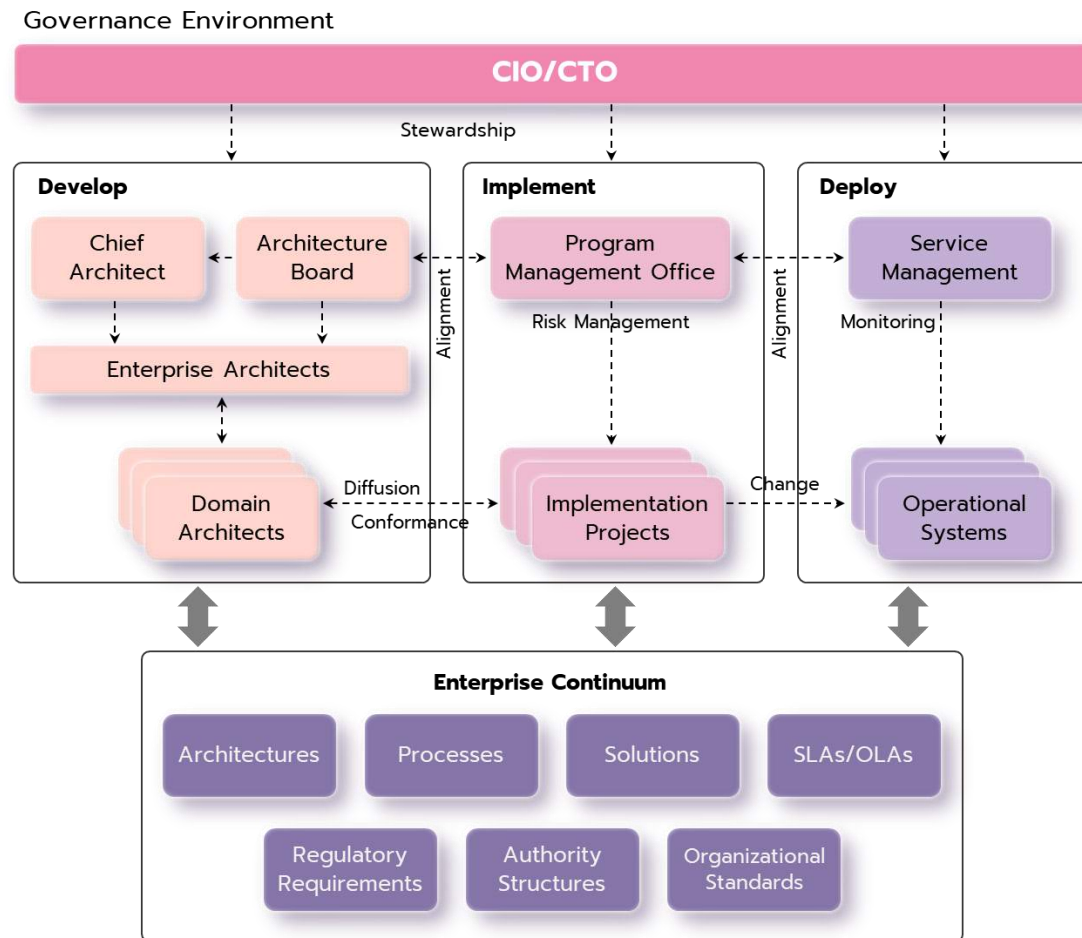 Governance Environment
CIO/CTO
Stewardship
Develop
Chief
Architect
Architecture
Board
Enterprise Architects
Domain
Architects
Alignment
Diffusion
Conformance
Implement
Program
Management Office
Risk Management
Implementation
Projects
Alignment
Change
Deploy
Service
Management
Monitoring
Operational
Systems
Enterprise Continuum
Architectures
Processes
Solutions
SLAs/OLAs
Regulatory
Requirements
Authority
Structures
Organizational
Standards